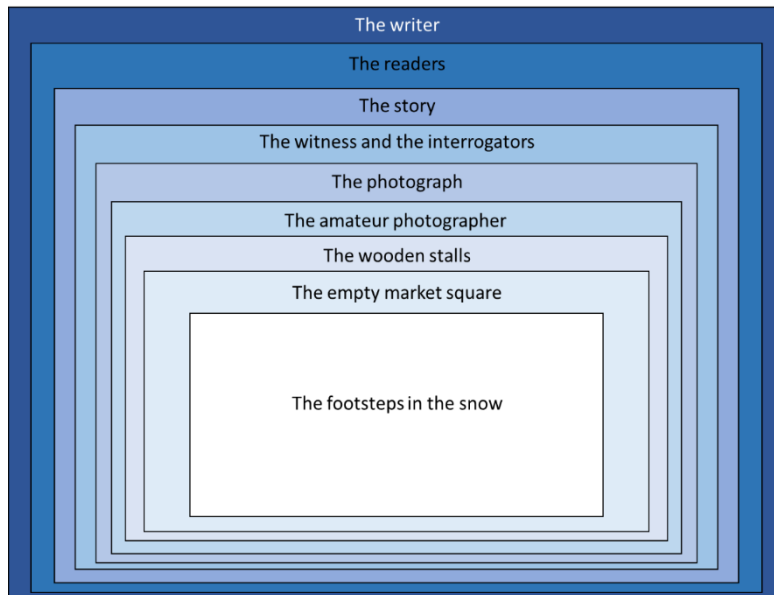 The writer
The readers
The story
The witness and the interrogators
The photograph
The amateur photographer
The wooden stalls
The empty market square
The footsteps in the snow